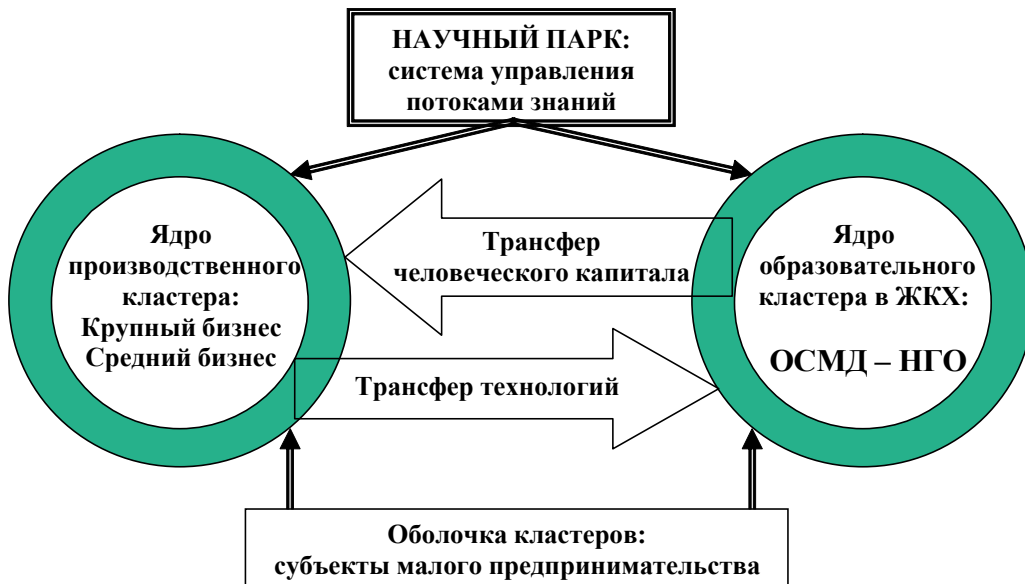 НАУЧНЫЙ ПАРК:
система управления
потоками знаний
Ядро
производственного
кластера:
Крупный бизнес
Средний бизнес
Трансфер
человеческого капитала
Трансфер технологий
Ядро
образовательного
кластера в ЖКХ:
ОСМД – НГО
Оболочка кластеров:
субъекты малого предпринимательства